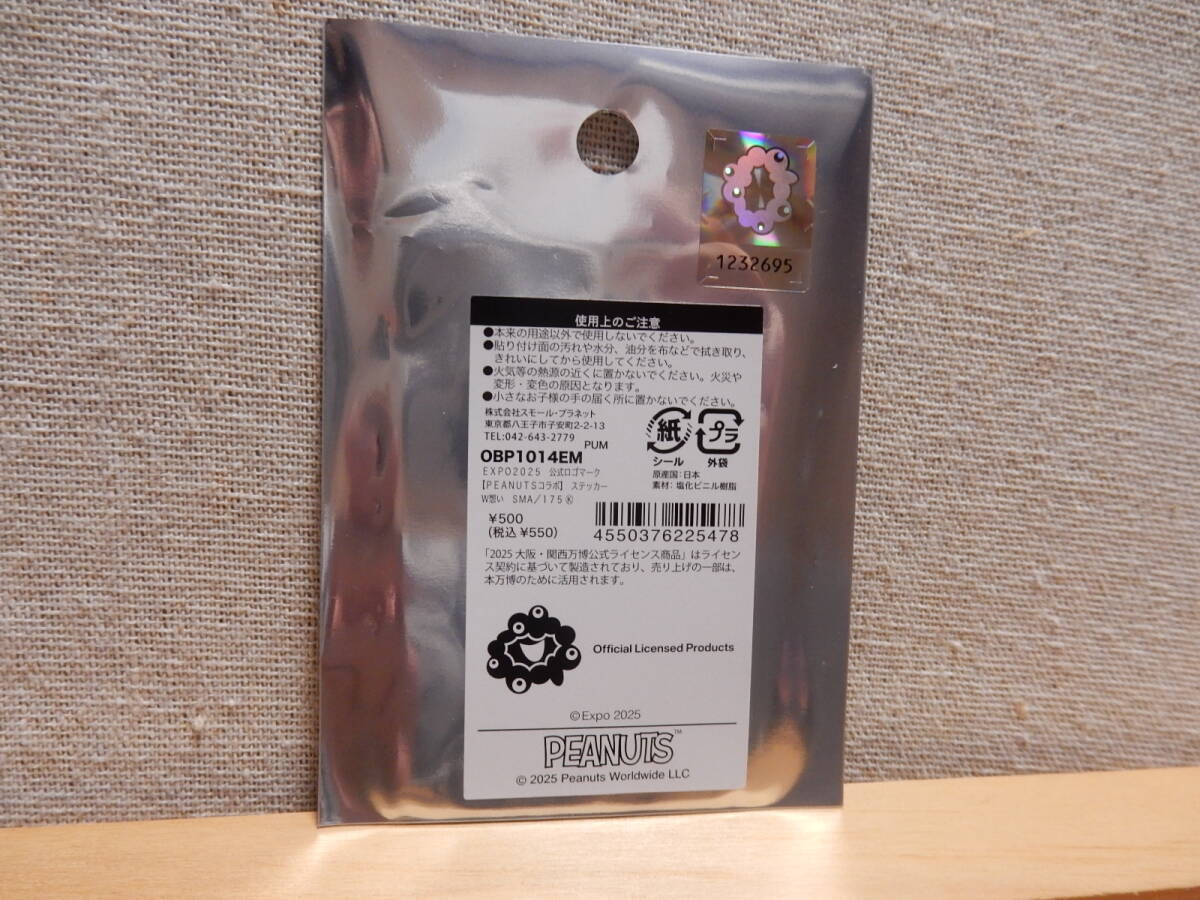 1232695
使用上のご注意
●本来の用途以外で使用しないでください。
●貼り付け面の汚れや水分、油分を布などで拭き取り、
きれいにしてから使用してください。
●火気等の熱源の近くに置かないでください。火災や
変形・変色の原因となります。
●小さなお子様の手の届く所に置かないでください。
株式会社スモール・プラネット
東京都八王子市子安町2-2-13
TEL:042-643-2779
PUM
紙
シール
プラ
外袋
OBP1014EM
EXPO2025 公式ロゴマーク
【PEANUTSコラボ】 ステッカー
W想い SMA/175Ⓚ
原産国:日本
素材:塩化ビニル樹脂
¥500
(税込 ¥550)
4550376225478
「2025 大阪・関西万博公式ライセンス商品」はライセン
ス契約に基づいて製造されており、売り上げの一部は、
本万博のために活用されます。
Official Licensed Products
©Expo 2025
PEANUTS™
© 2025 Peanuts Worldwide LLC